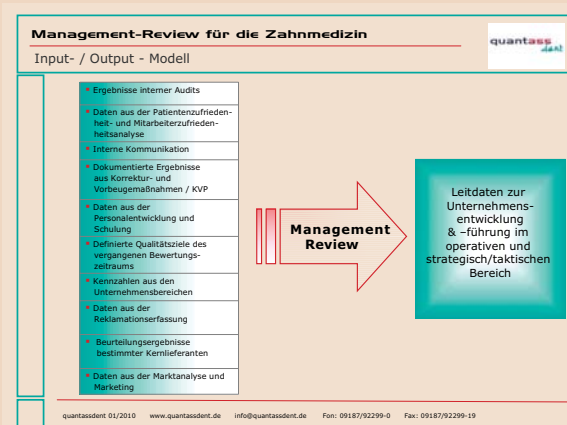 Management-Review für die Zahnmedizin
quantass
dent
Input- / Output - Modell
Ergebnisse interner Audits
Daten aus der Patientenzufrieden-
heit- und Mitarbeiterzufrieden-
heitsanalyse
Interne Kommunikation
Dokumentierte Ergebnisse
aus Korrektur- und
Vorbeugemaßnahmen / KVP
Daten aus der
Personalentwicklung und
Schulung
Definierte Qualitätsziele des
vergangenen Bewertungs-
zeitraums
Kennzahlen aus den
Unternehmensbereichen
Daten aus der
Reklamationserfassung
Beurteilungsergebnisse
bestimmter Kernlieferanten
Daten aus der Marktanalyse und
Marketing
Management
Review
Leitdaten zur
Unternehmens-
entwicklung
& –führung im
operativen und
strategisch/taktischen
Bereich
quantassdent 01/2010 www.quantassdent.de info@quantassdent.de Fon: 09187/92299-0 Fax: 09187/92299-19